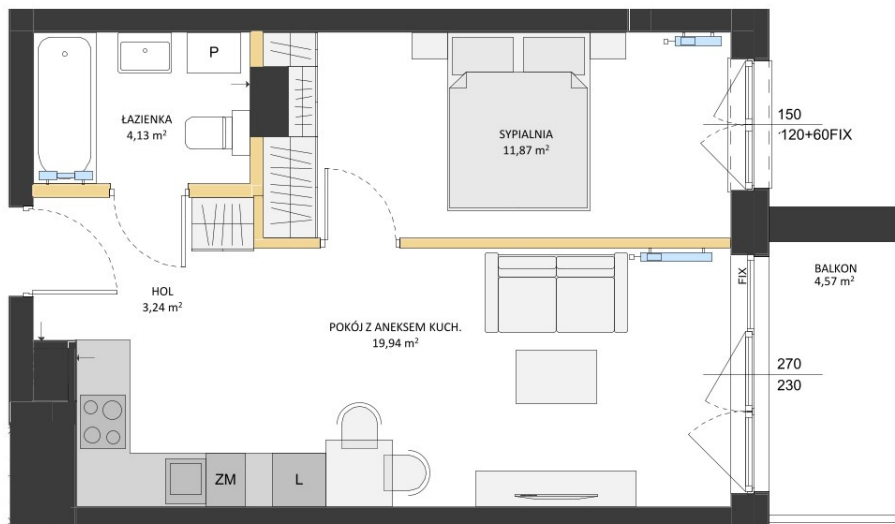 P
ŁAZIENKA
4,13 m²
SYPIALNIA
11,87 m²
150
120+60FIX
HOL
3,24 m²
POKÓJ Z ANEKSEM KUCH.
19,94 m²
FIX
BALKON
4,57 m²
270
230
ZM
L